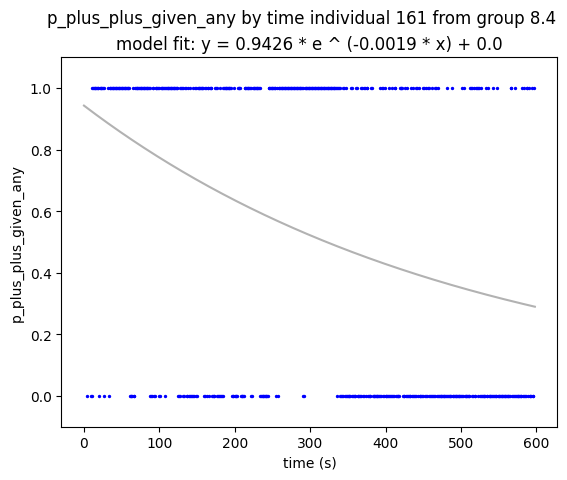 p_plus_plus_given_any by time individual 161 from group 8.4
model fit: y = 0.9426 * e ^ (-0.0019 * x) + 0.0
1.0
0.8
0.6
0.4
0.2
0.0
p_plus_plus_given_any
0 100 200 300 400 500 600
time (s)